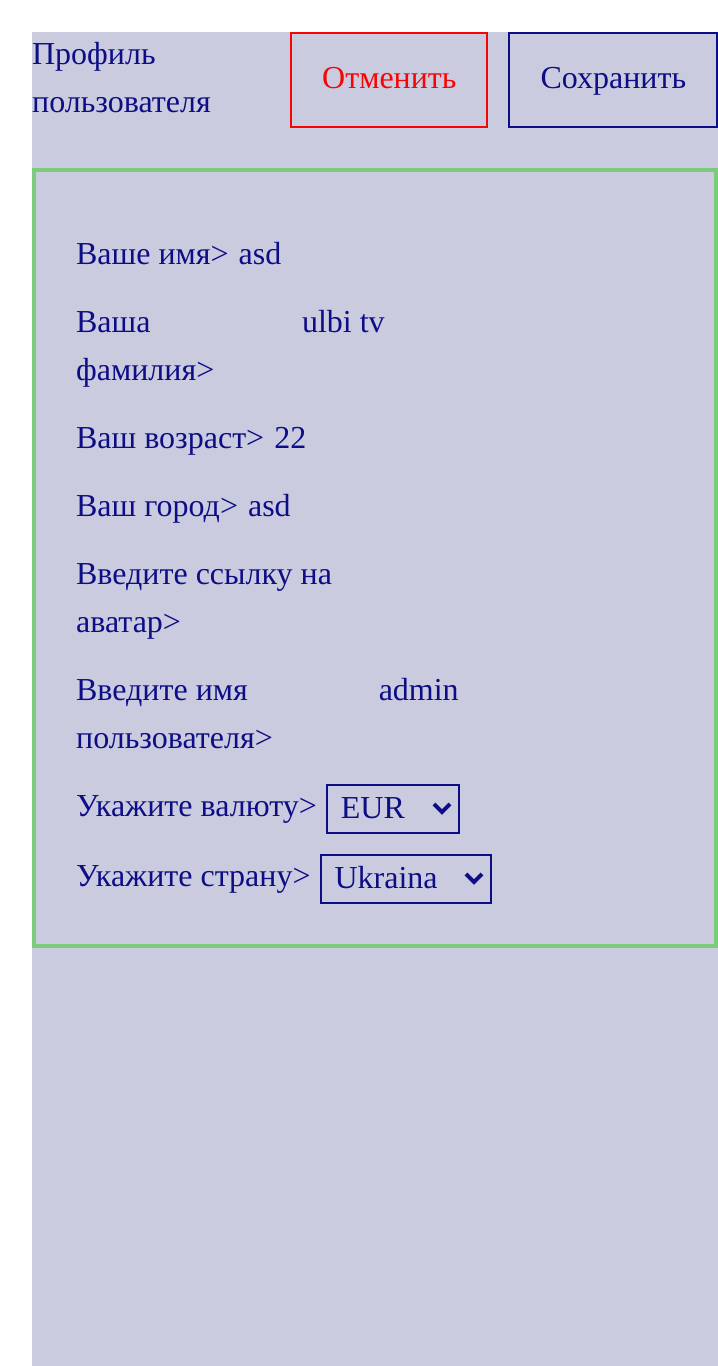 Профиль
пользователя
Отменить
Сохранить
Ваше имя> asd
Ваша
фамилия>
ulbi tv
Ваш возраст> 22
Ваш город> asd
Введите ссылку на
аватар>
Введите имя
пользователя>
admin
Укажите валюту> EUR
Укажите страну> Ukraina